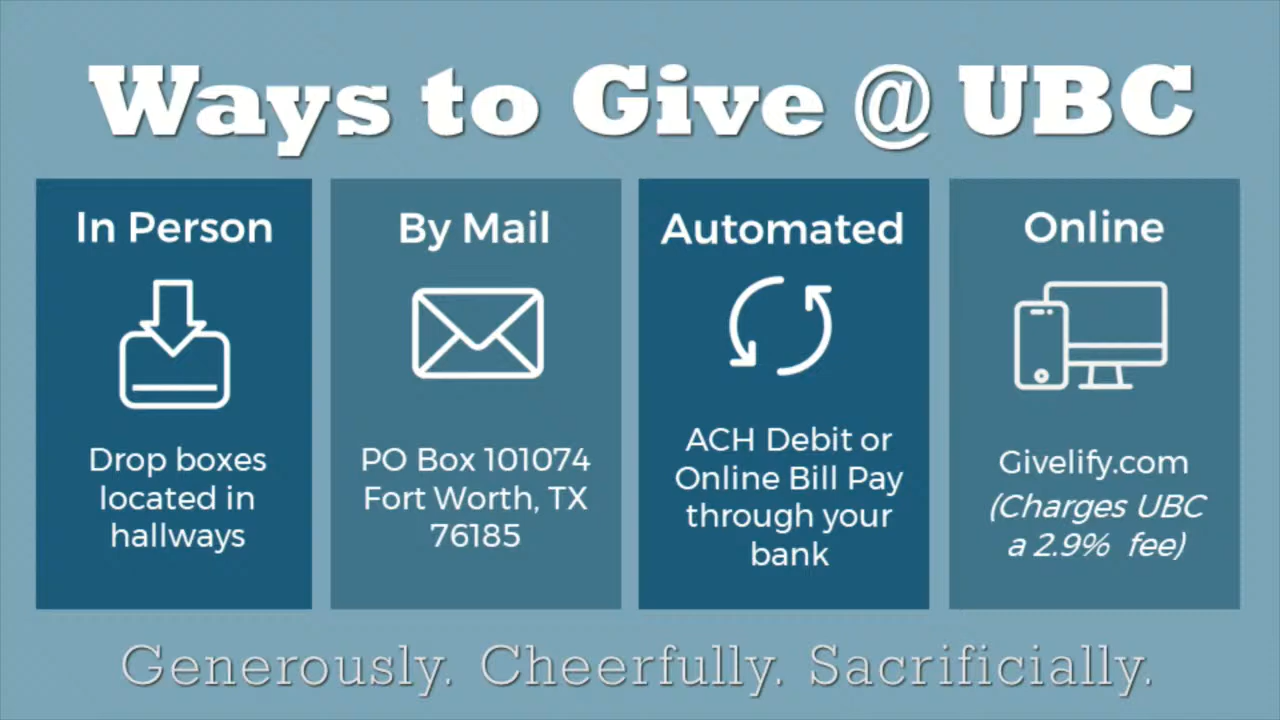 Ways to Give @ UBC
In Person
Drop boxes
located in
hallways
By Mail
PO Box 101074
Fort Worth, TX
76185
Automated
ACH Debit or
Online Bill Pay
through your
bank
Online
Givelify.com
(Charges UBC
a 2.9% fee)
Generously. Cheerfully. Sacrificially.